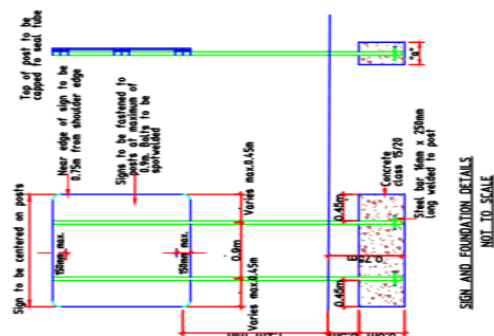 Top of post to be
capped to seal tube
"a"
Near edge of sign to be
0.75m from shoulder edge
Signs to be fastened to
posts at maximum of
0.9m. Bolts to be
spotwelded
Sign to be centered on posts
150mm max.
150mm max.
Varies max.0.45m
0.9m
Varies max.0.45m
0.45m
0.45m
Concrete
class 15/20
Steel bar 16mm x 250mm
long welded to post
SIGN AND FOUNDATION DETAILS
NOT TO SCALE